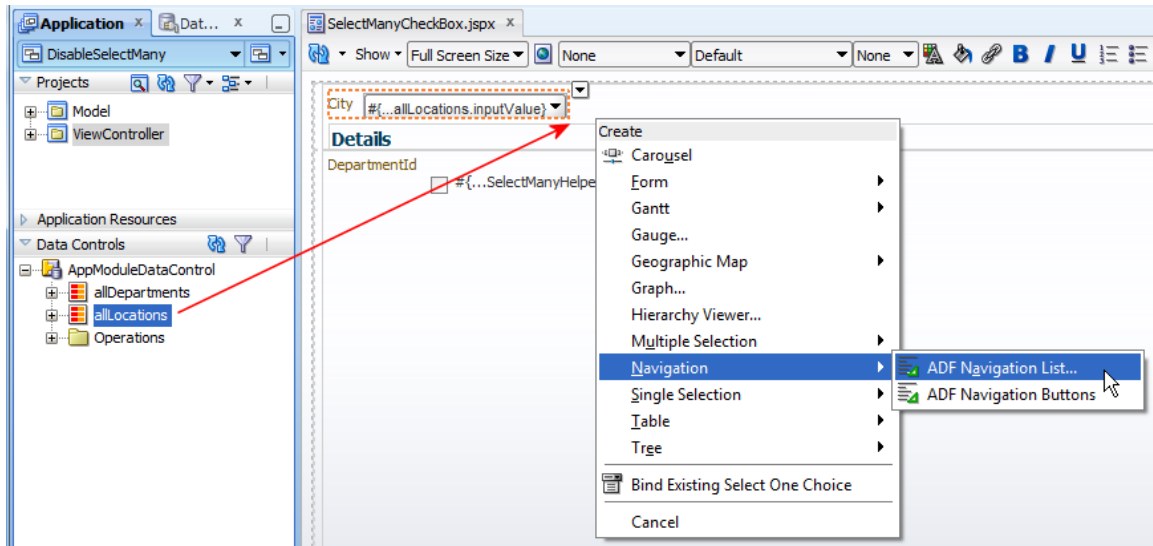 Application x Dat... x
DisableSelectMany
Projects
Model
ViewController
Application Resources
Data Controls
AppModuleDataControl
allDepartments
allLocations
Operations
SelectManyCheckBox.jspx x
Show Full Screen Size None Default None B I U
City #{...allLocations.inputValue}
Details
DepartmentId
#{...SelectManyHelpe
Create
Carousel
Form
Gantt
Gauge...
Geographic Map
Graph...
Hierarchy Viewer...
Multiple Selection
Navigation
Single Selection
Table
Tree
Bind Existing Select One Choice
Cancel
ADF Navigation List...
ADF Navigation Buttons